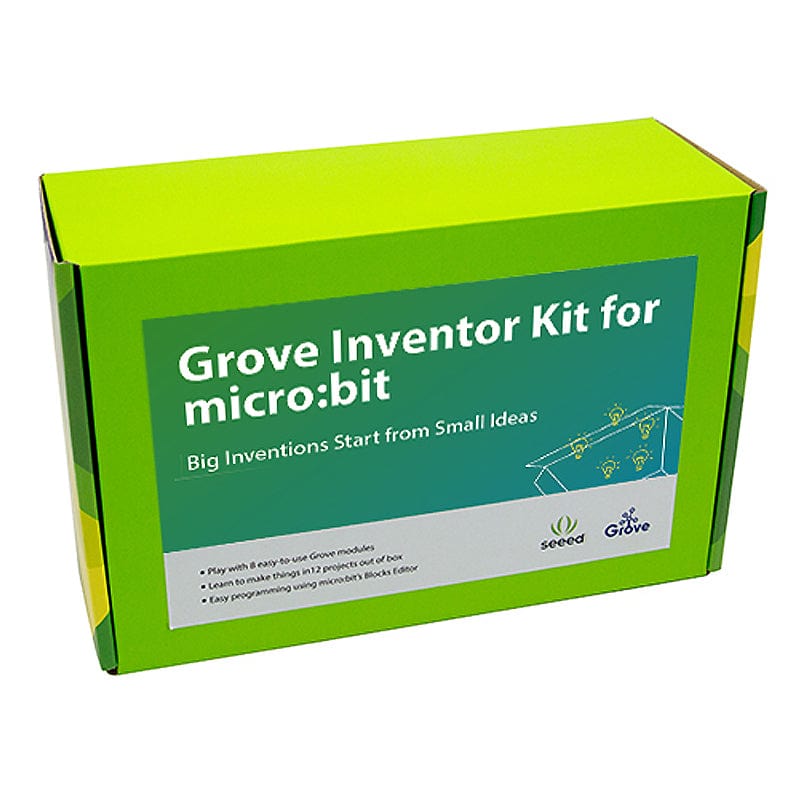 Grove Inventor Kit for
micro:bit
Big Inventions Start from Small Ideas
seeed
Grove
• Play with 8 easy-to-use Grove modules
• Learn to make things in12 projects out of box
• Easy programming using micro:bit's Blocks Editor